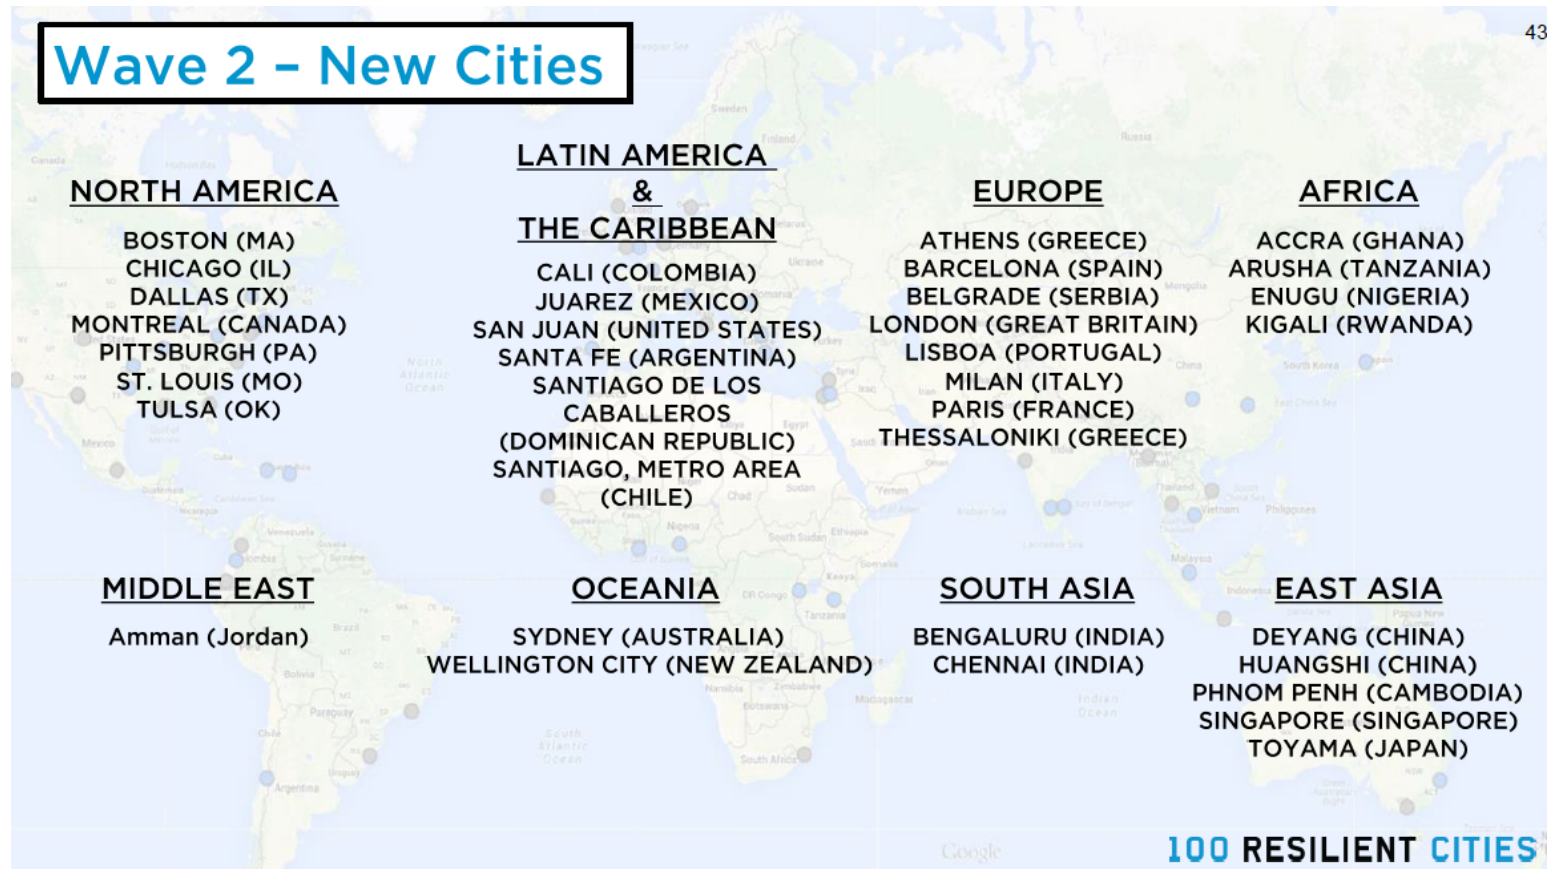 43
Wave 2 – New Cities
NORTH AMERICA
BOSTON (MA)
CHICAGO (IL)
DALLAS (TX)
MONTREAL (CANADA)
PITTSBURGH (PA)
ST. LOUIS (MO)
TULSA (OK)
LATIN AMERICA
&
THE CARIBBEAN
CALI (COLOMBIA)
JUAREZ (MEXICO)
SAN JUAN (UNITED STATES)
SANTA FE (ARGENTINA)
SANTIAGO DE LOS
CABALLEROS
(DOMINICAN REPUBLIC)
SANTIAGO, METRO AREA
(CHILE)
EUROPE
ATHENS (GREECE)
BARCELONA (SPAIN)
BELGRADE (SERBIA)
LONDON (GREAT BRITAIN)
LISBOA (PORTUGAL)
MILAN (ITALY)
PARIS (FRANCE)
THESSALONIKI (GREECE)
AFRICA
ACCRA (GHANA)
ARUSHA (TANZANIA)
ENUGU (NIGERIA)
KIGALI (RWANDA)
MIDDLE EAST
Amman (Jordan)
OCEANIA
SYDNEY (AUSTRALIA)
WELLINGTON CITY (NEW ZEALAND)
SOUTH ASIA
BENGALURU (INDIA)
CHENNAI (INDIA)
EAST ASIA
DEYANG (CHINA)
HUANGSHI (CHINA)
PHNOM PENH (CAMBODIA)
SINGAPORE (SINGAPORE)
TOYAMA (JAPAN)
Google
100 RESILIENT CITIES